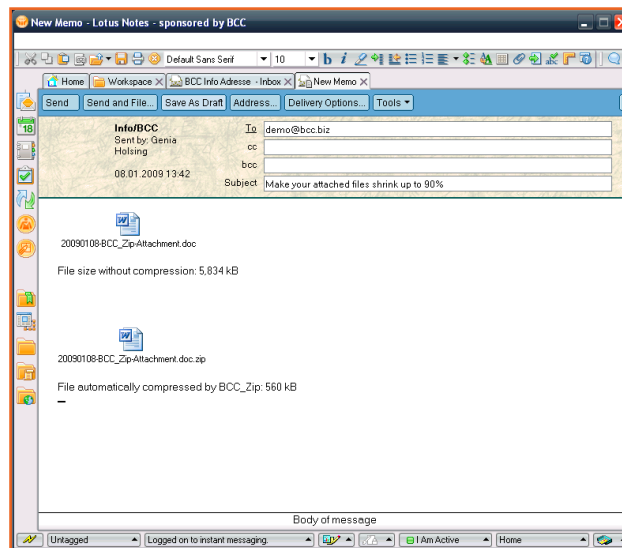 New Memo - Lotus Notes - sponsored by BCC
Default Sans Serif 10 b i
Home Workspace BCC Info Adresse - Inbox New Memo
Send Send and File... Save As Draft Address... Delivery Options... Tools
18
Info/BCC To demo@bcc.biz
Sent by: Genia
Holsing cc
bcc
08.01.2009 13:42
Subject Make your attached files shrink up to 90%
20090108-BCC_Zip-Attachment.doc
File size without compression: 5,834 kB
20090108-BCC_Zip-Attachment.doc.zip
File automatically compressed by BCC_Zip: 560 kB
Body of message
Untagged Logged on to instant messaging. I Am Active Home